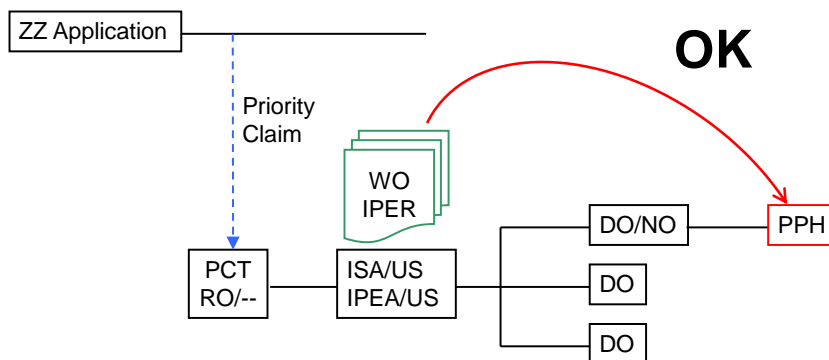 ZZ Application
OK
Priority
Claim
WO
IPER
DO/NO
PPH
PCT
RO/--
ISA/US
IPEA/US
DO
DO